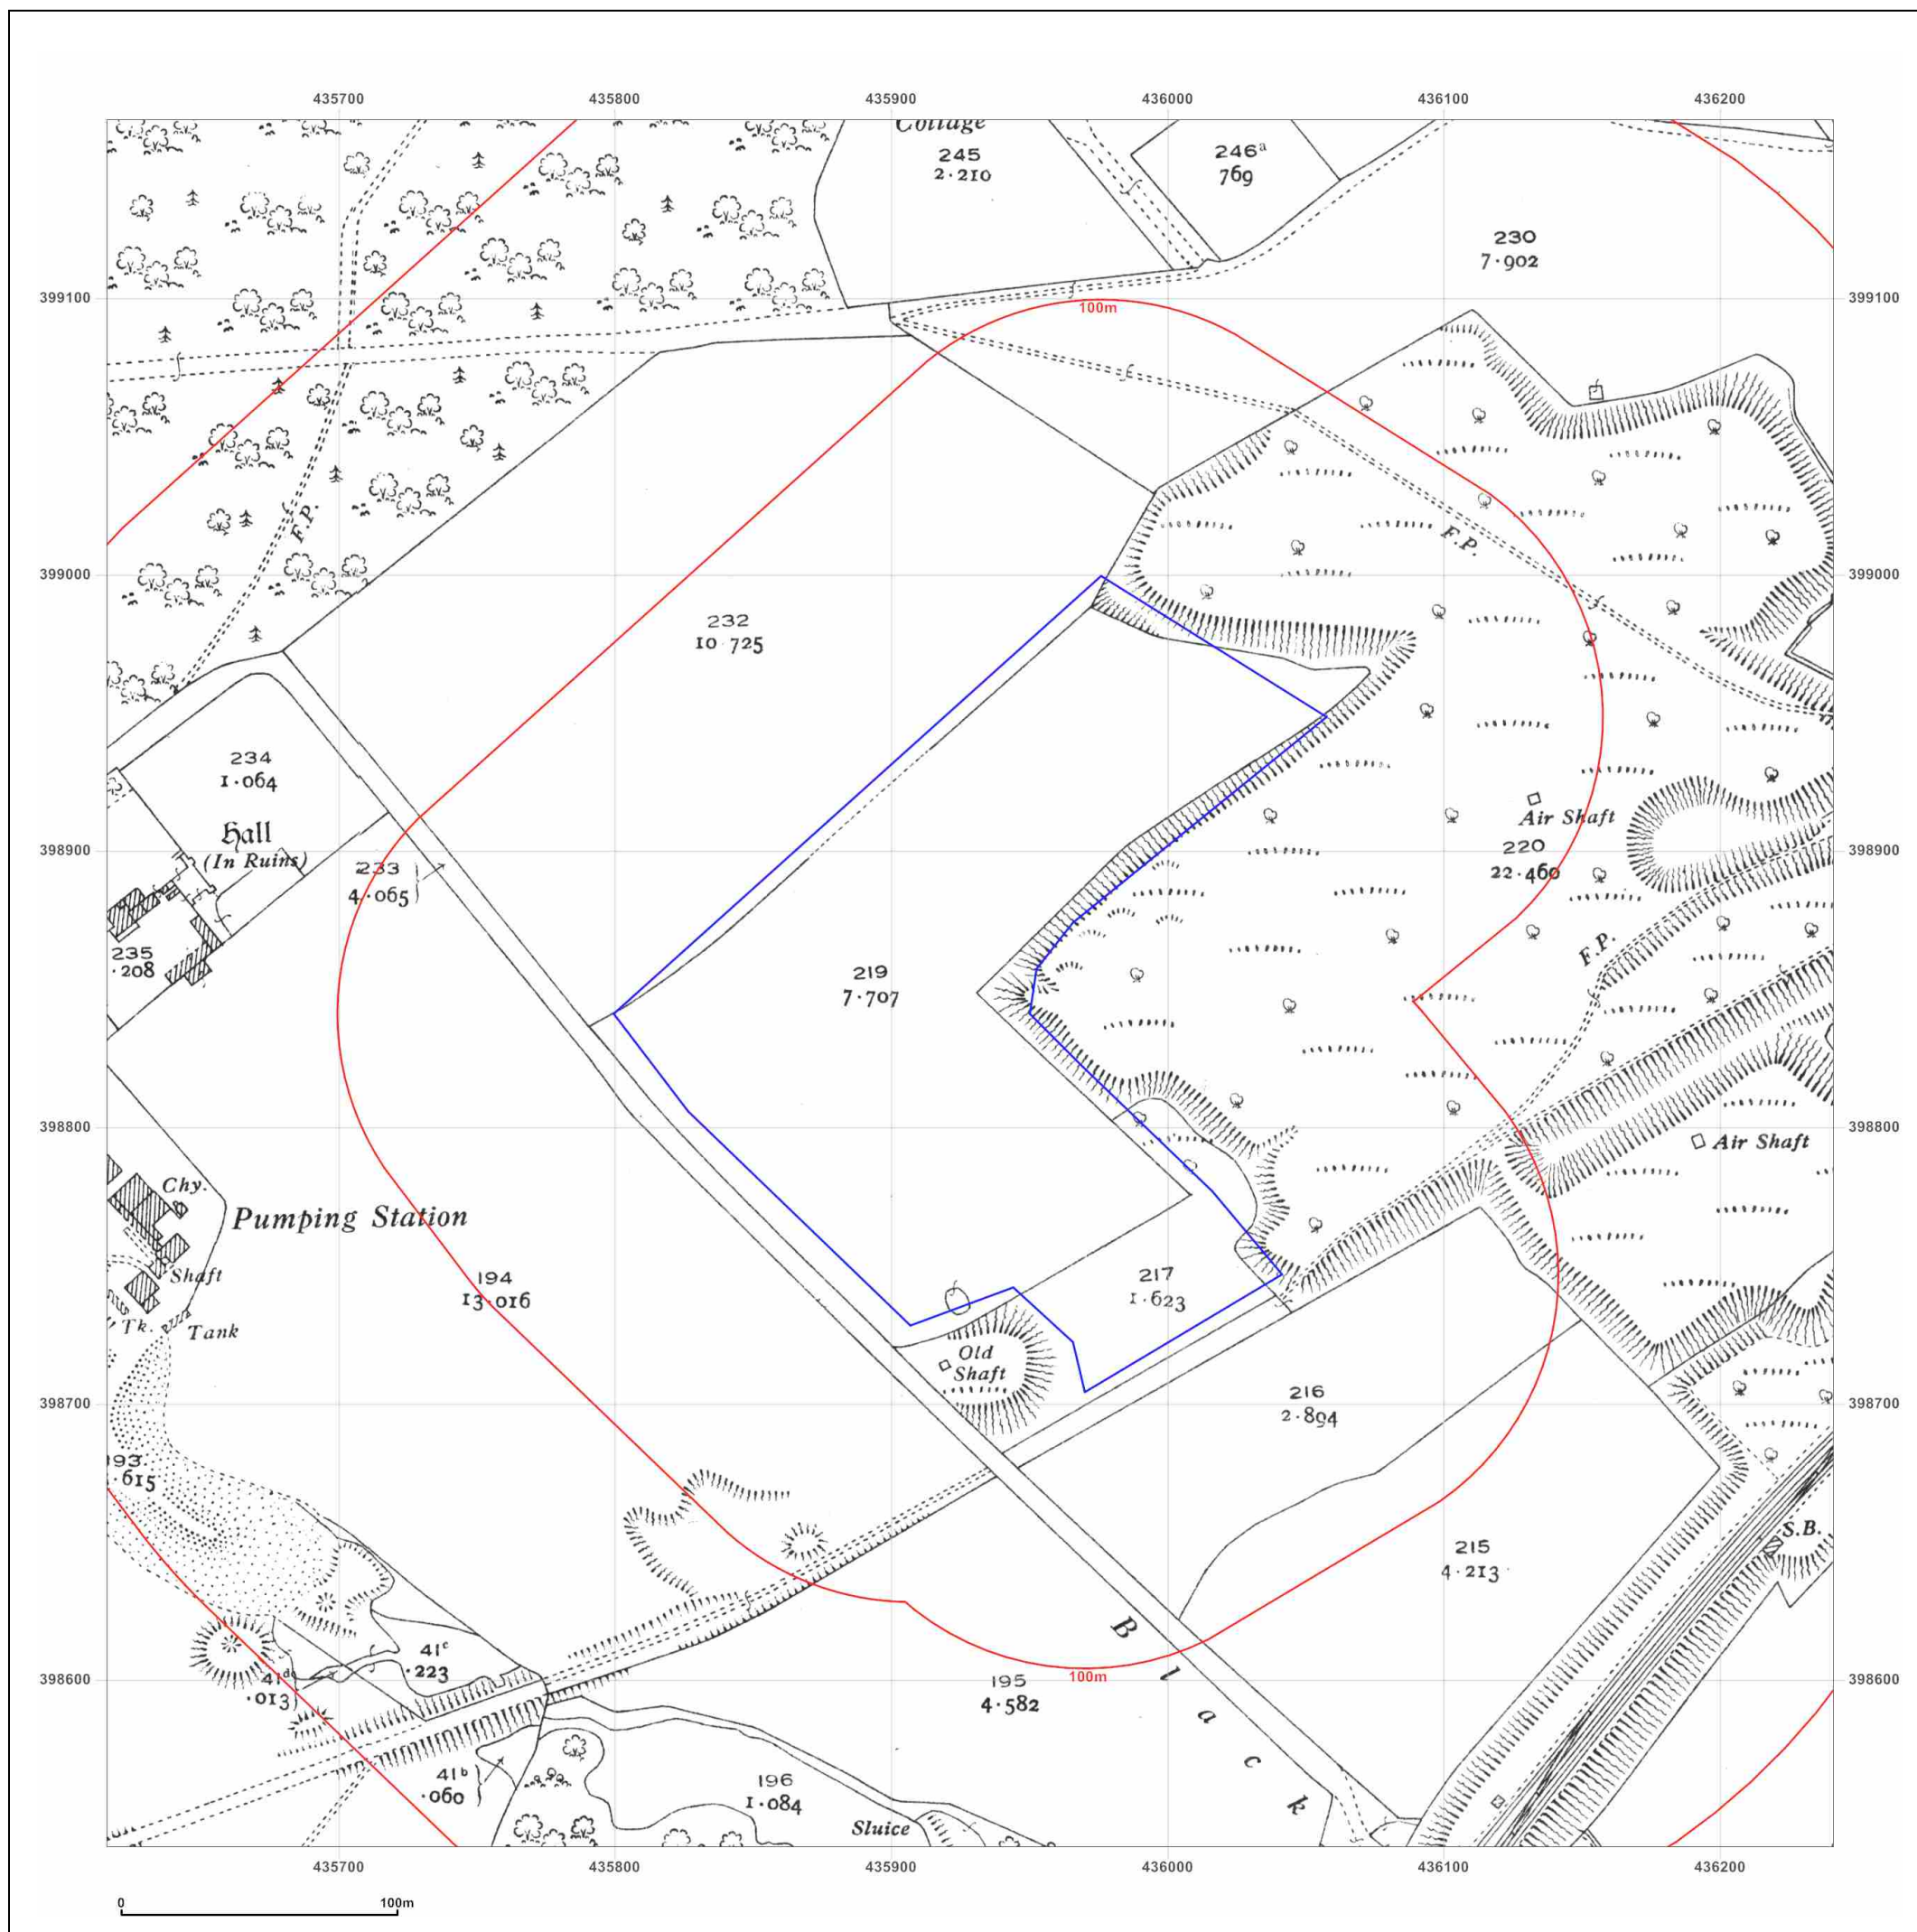 435700 435800 435900 436000 436100 436200
Cottage
245
2·210
246a
769
230
7·902
399100
399100
100m
F.P.
F.P.
399000
399000
232
10·725
234
1·064
Hall
(In Ruins)
233
4·065
Air Shaft
220
22·460
398900
398900
235
·208
219
7·707
F.P.
398800
398800
Air Shaft
Chy.
Pumping Station
Shaft
194
13·016
217
1·623
Tk.
Tank
Old
Shaft
216
2·894
398700
398700
93
·615
S.B.
215
4·213
Black
41c
·223
41d
·013
195
4·582
100m
398600
398600
41b
·060
196
1·084
Sluice
435700 435800 435900 436000 436100 436200
0 100m